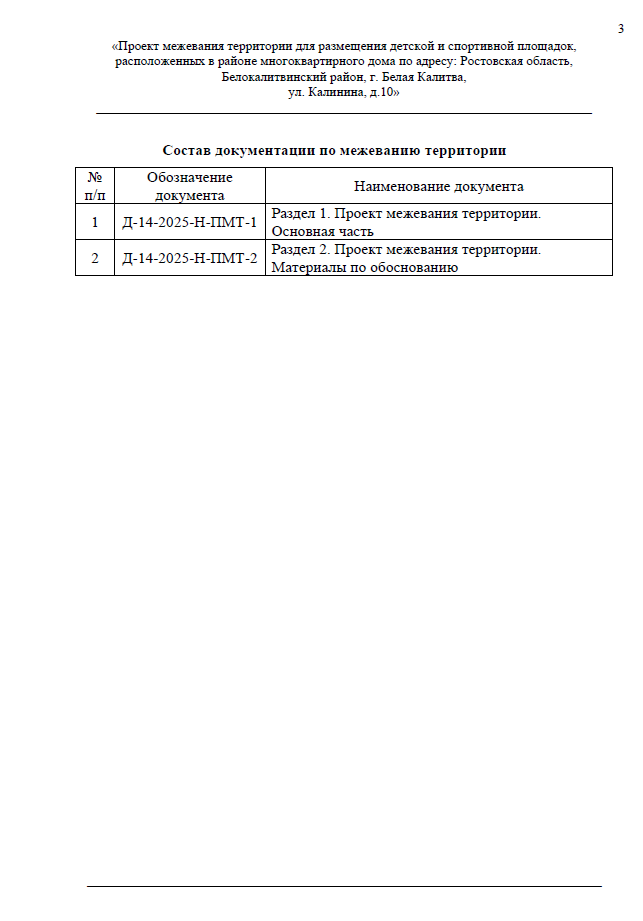 3
«Проект межевания территории для размещения детской и спортивной площадок,
расположенных в районе многоквартирного дома по адресу: Ростовская область,
Белокалитвинский район, г. Белая Калитва,
ул. Калинина, д.10»
Состав документации по межеванию территории
№
п/п
Обозначение
документа
Наименование документа
1
Д-14-2025-Н-ПМТ-1
Раздел 1. Проект межевания территории.
Основная часть
2
Д-14-2025-Н-ПМТ-2
Раздел 2. Проект межевания территории.
Материалы по обоснованию